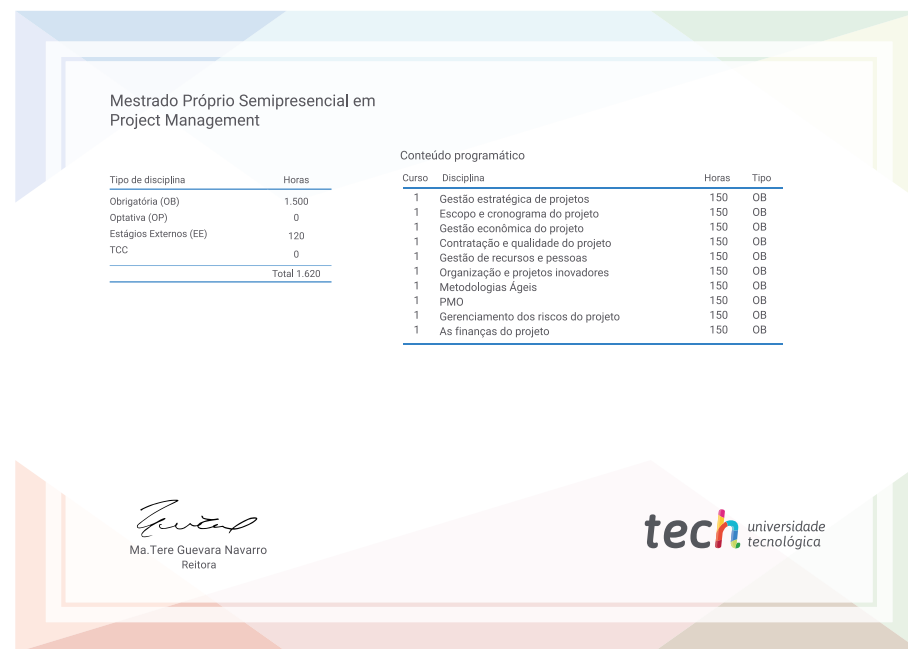 Mestrado Próprio Semipresencial em
Project Management
Tipo de disciplina Horas
Obrigatória (OB) 1.500
Optativa (OP) 0
Estágios Externos (EE) 120
TCC 0
Total 1.620
Conteúdo programático
Curso Disciplina Horas Tipo
1 Gestão estratégica de projetos 150 OB
1 Escopo e cronograma do projeto 150 OB
1 Gestão econômica do projeto 150 OB
1 Contratação e qualidade do projeto 150 OB
1 Gestão de recursos e pessoas 150 OB
1 Organização e projetos inovadores 150 OB
1 Metodologias Ágeis 150 OB
1 PMO 150 OB
1 Gerenciamento dos riscos do projeto 150 OB
1 As finanças do projeto 150 OB
Ma.Tere Guevara Navarro
Reitora
tech universidade
tecnológica